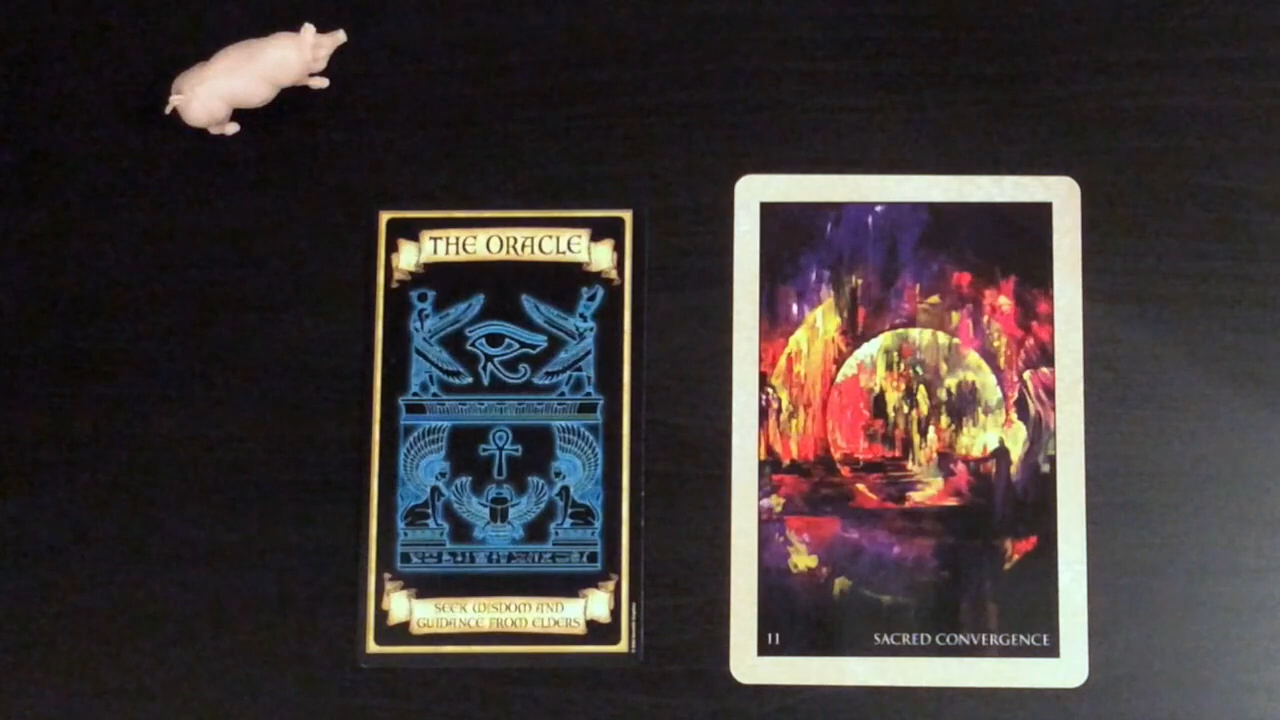 THE ORACLE
SEEK WISDOM AND
GUIDANCE FROM ELDERS
11
SACRED CONVERGENCE